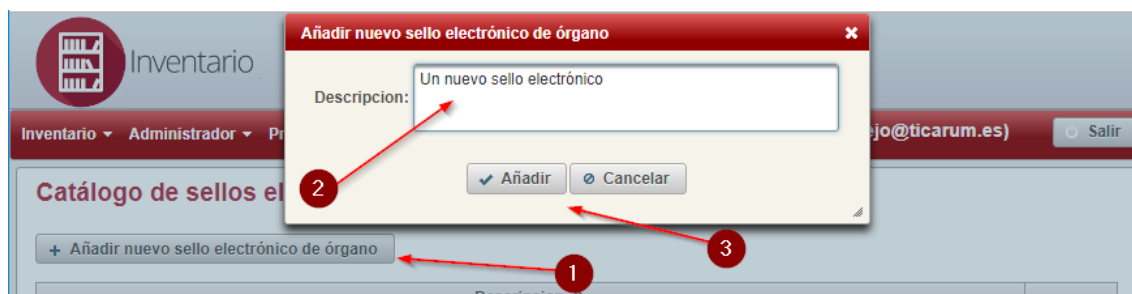 Añadir nuevo sello electrónico de órgano
Inventario
Descripcion:
Un nuevo sello electrónico
Inventario Administrador
ejo@ticarum.es)
Salir
2
Añadir
Cancelar
Catálogo de sellos el
3
+ Añadir nuevo sello electrónico de órgano
1